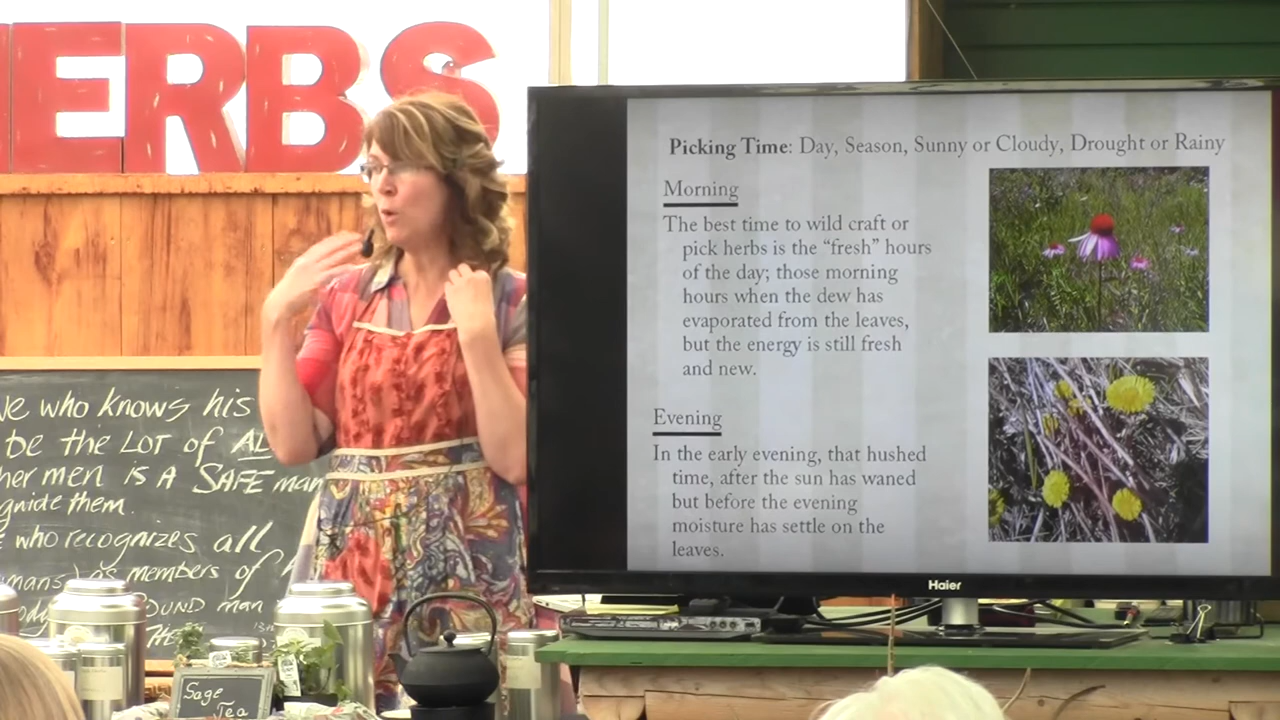 HERBS
Picking Time: Day, Season, Sunny or Cloudy, Drought or Rainy
Morning
The best time to wild craft or
pick herbs is the “fresh” hours
of the day; those morning
hours when the dew has
evaporated from the leaves,
but the energy is still fresh
and new.
Evening
In the early evening, that hushed
time, after the sun has waned
but before the evening
moisture has settle on the
leaves.
Haier
who knows his
be the LOT of
men is A SAFE man
guide them.
who recognizes all
as members of
man
Sage
Tea